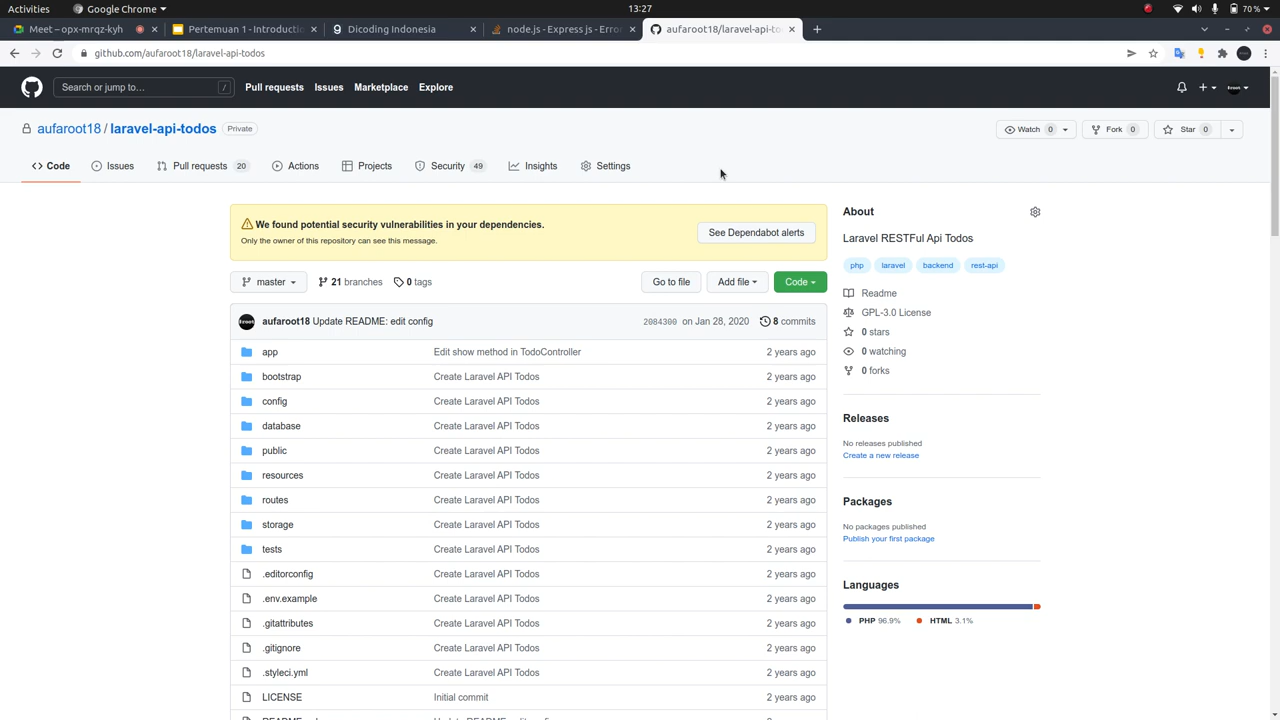 Activities
Google Chrome
13:27
70 %
Meet – opx-mrqz-kyh
Pertemuan 1 - Introductio
Dicoding Indonesia
node.js - Express js - Erro
aufaroot18/laravel-api-to
github.com/aufaroot18/laravel-api-todos
Search or jump to…
/
Pull requests
Issues
Marketplace
Explore
aufaroot18 / laravel-api-todos
Private
Watch 0
Fork 0
Star 0
Code
Issues
Pull requests 20
Actions
Projects
Security 49
Insights
Settings
We found potential security vulnerabilities in your dependencies.
Only the owner of this repository can see this message.
See Dependabot alerts
master
21 branches
0 tags
Go to file
Add file
Code
aufaroot18 Update README: edit config
2084300 on Jan 28, 2020
8 commits
app Edit show method in TodoController 2 years ago
bootstrap Create Laravel API Todos 2 years ago
config Create Laravel API Todos 2 years ago
database Create Laravel API Todos 2 years ago
public Create Laravel API Todos 2 years ago
resources Create Laravel API Todos 2 years ago
routes Create Laravel API Todos 2 years ago
storage Create Laravel API Todos 2 years ago
tests Create Laravel API Todos 2 years ago
.editorconfig Create Laravel API Todos 2 years ago
.env.example Create Laravel API Todos 2 years ago
.gitattributes Create Laravel API Todos 2 years ago
.gitignore Create Laravel API Todos 2 years ago
.styleci.yml Create Laravel API Todos 2 years ago
LICENSE Initial commit 2 years ago
About
Laravel RESTFul Api Todos
php
laravel
backend
rest-api
Readme
GPL-3.0 License
0 stars
0 watching
0 forks
Releases
No releases published
Create a new release
Packages
No packages published
Publish your first package
Languages
PHP 96.9%
HTML 3.1%